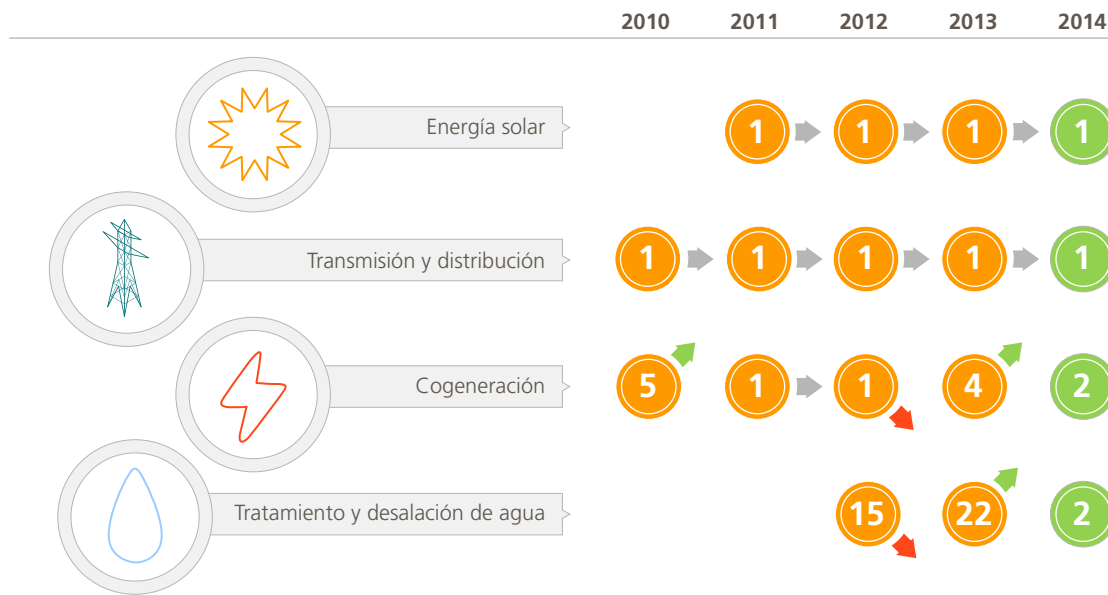 2010 2011 2012 2013 2014
Energía solar 1 1 1 1
Transmisión y distribución 1 1 1 1 1
Cogeneración 5 1 1 4 2
Tratamiento y desalación de agua 15 22 2